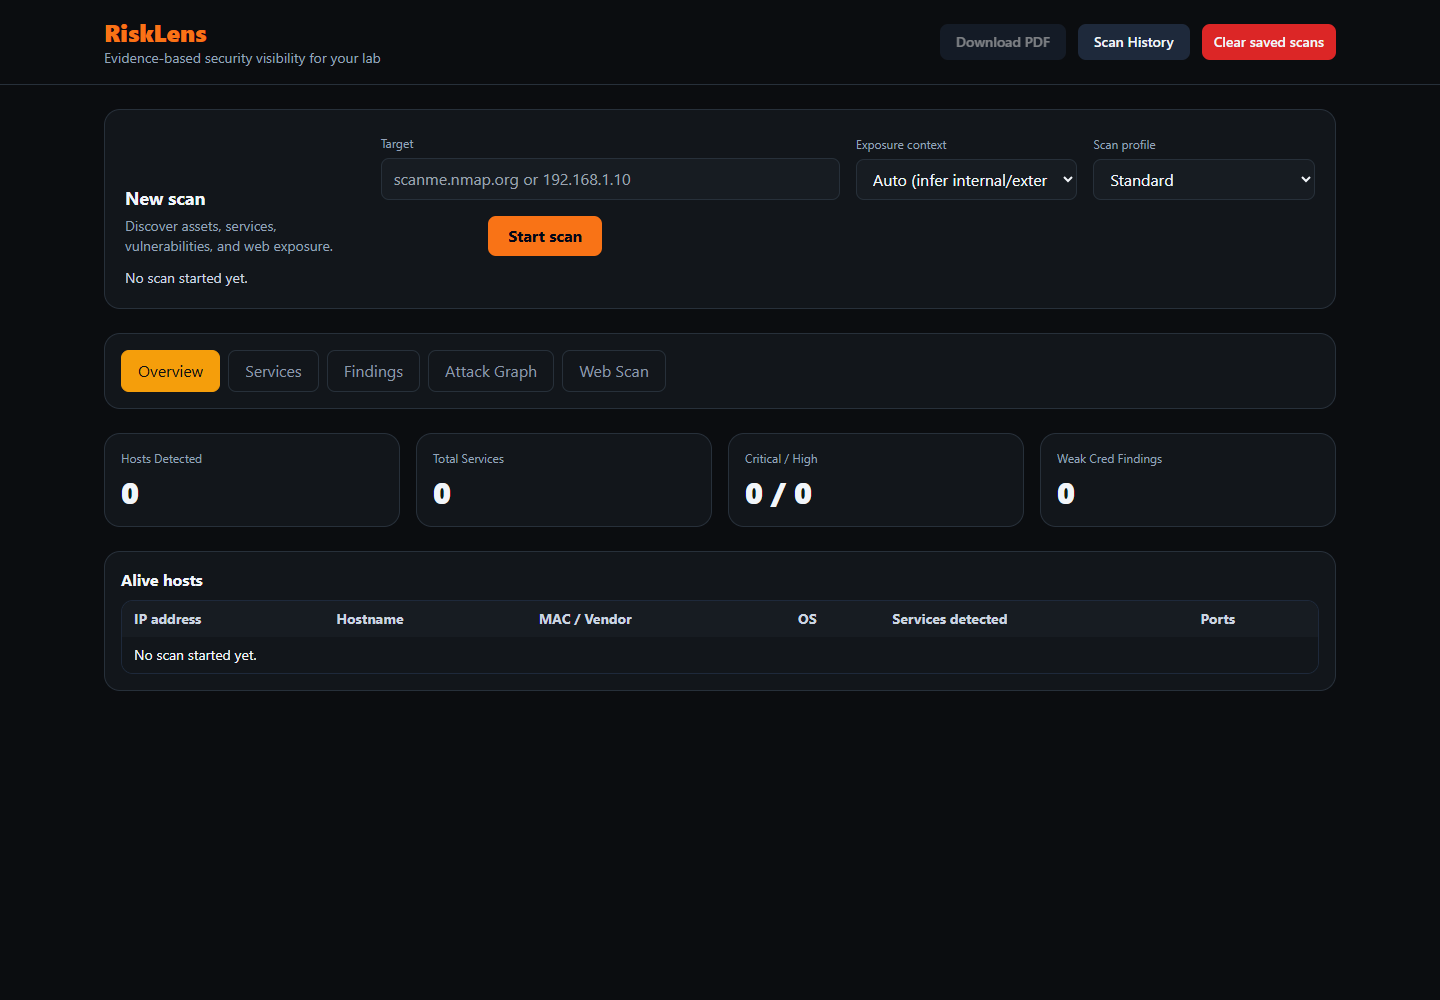 RiskLens
Evidence-based security visibility for your lab
Download PDF
Scan History
Clear saved scans
New scan
Discover assets, services,
vulnerabilities, and web exposure.
No scan started yet.
Target
scanme.nmap.org or 192.168.1.10
Exposure context
Auto (infer internal/exter
Scan profile
Standard
Start scan
Overview
Services
Findings
Attack Graph
Web Scan
Hosts Detected
0
Total Services
0
Critical / High
0 / 0
Weak Cred Findings
0
Alive hosts
IP address Hostname MAC / Vendor OS Services detected Ports
No scan started yet.